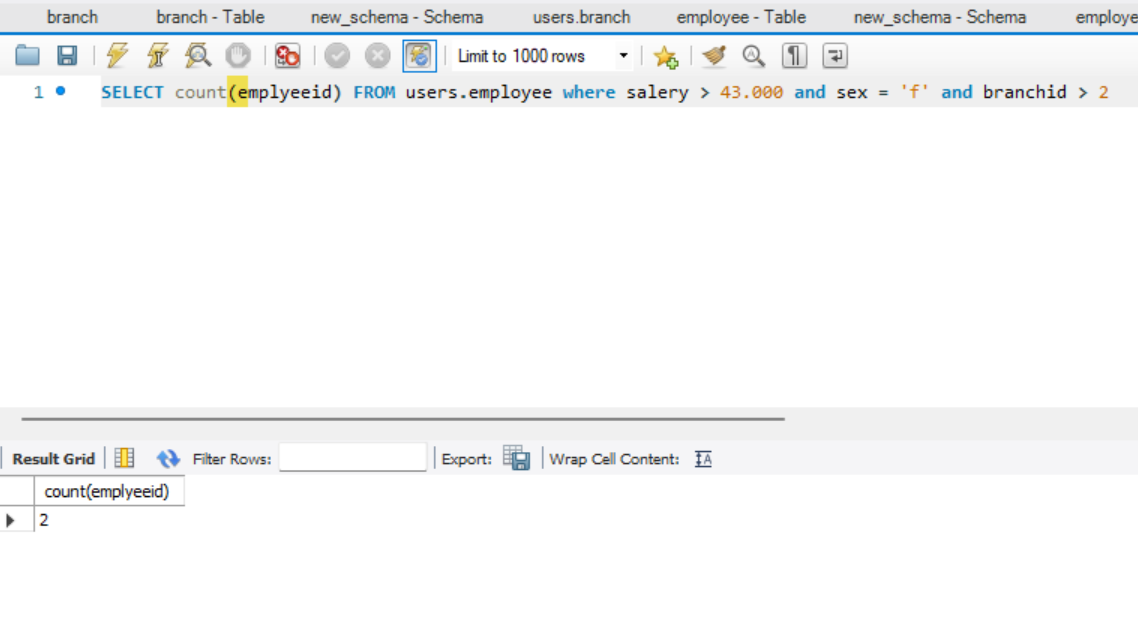 branch branch - Table new_schema - Schema users.branch employee - Table new_schema - Schema employe
Limit to 1000 rows
1 SELECT count(emplyeeid) FROM users.employee where salery > 43.000 and sex = 'f' and branchid > 2
Result Grid Filter Rows: Export: Wrap Cell Content:
count(emplyeeid)
2